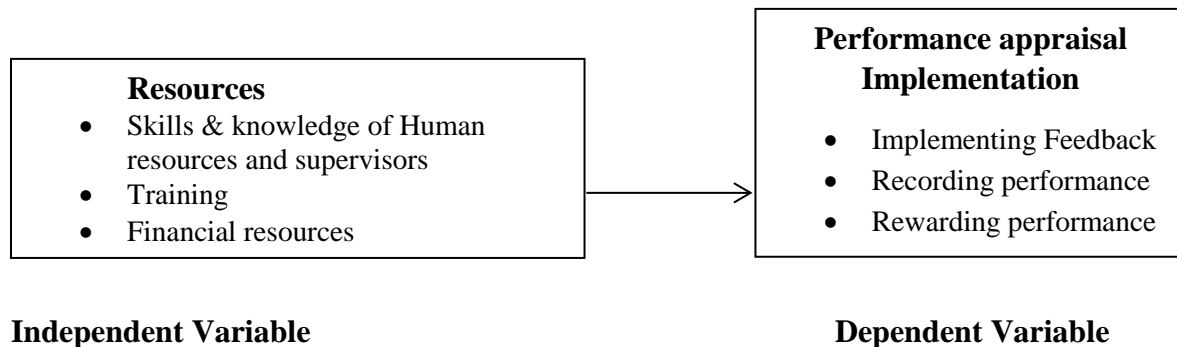 Resources
• Skills & knowledge of Human
resources and supervisors
• Training
• Financial resources
Performance appraisal
Implementation
• Implementing Feedback
• Recording performance
• Rewarding performance
Independent Variable
Dependent Variable